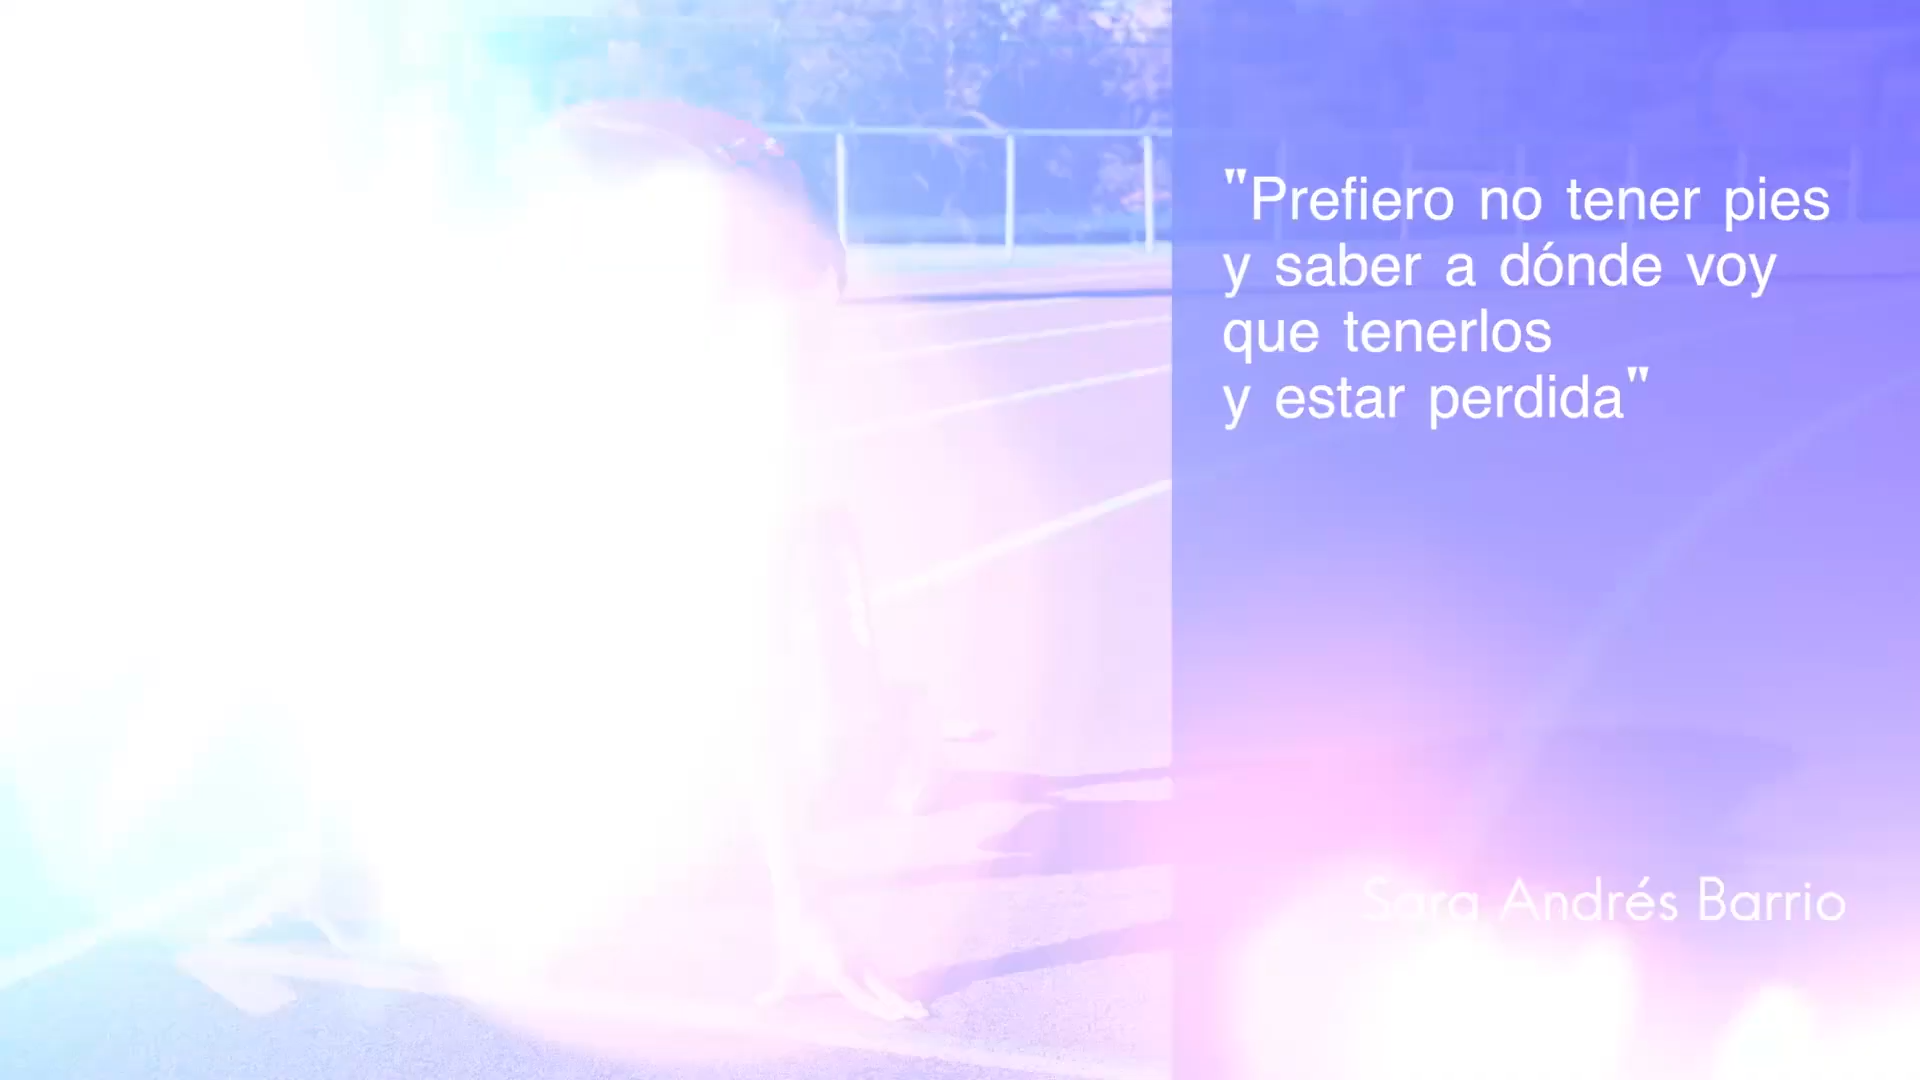 "Prefiero no tener pies
y saber a dónde voy
que tenerlos
y estar perdida"
Sara Andrés Barrio